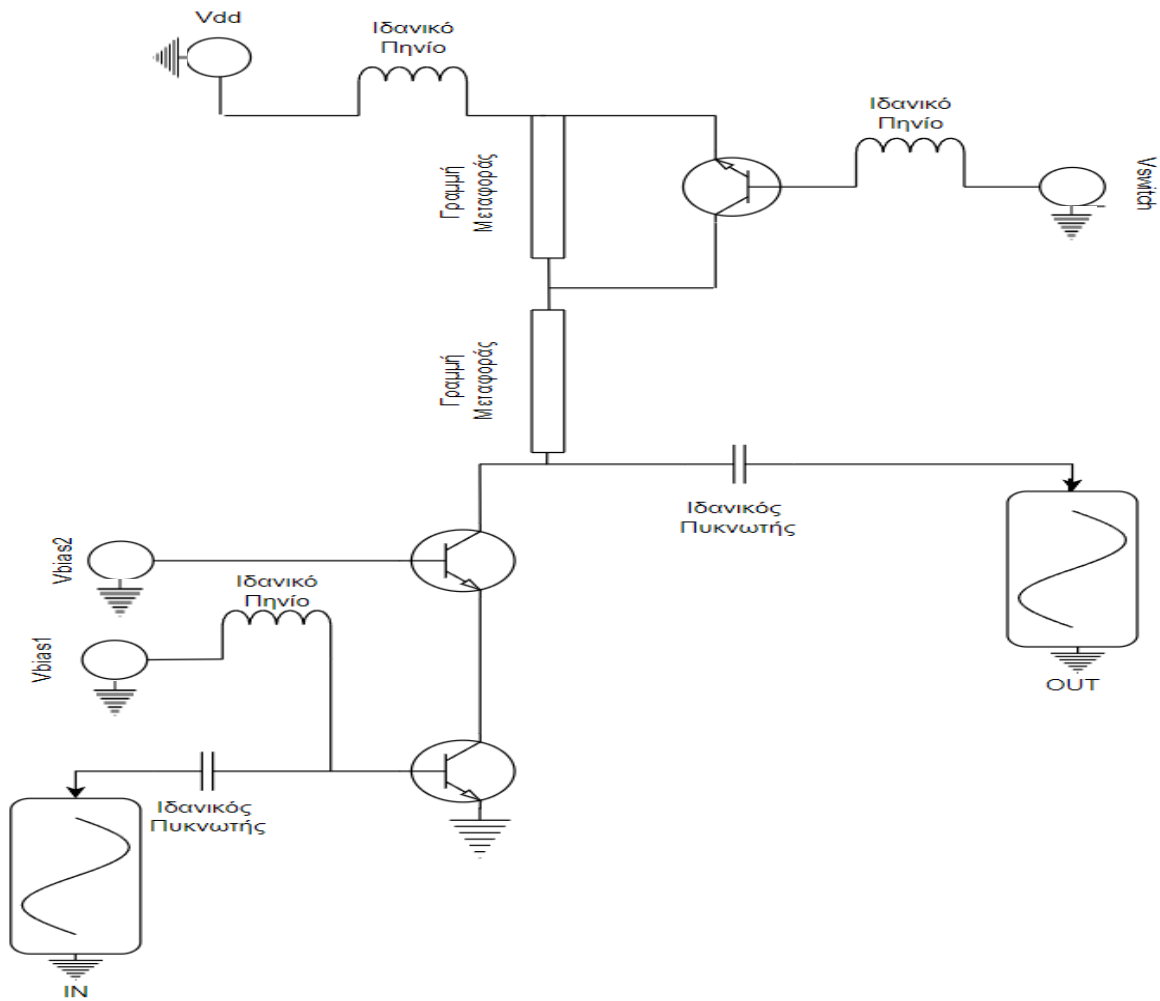 Vdd
Ιδανικό
Πηνίο
Ιδανικό
Πηνίο
Vswitch
Γραμμή
Μεταφοράς
Γραμμή
Μεταφοράς
Ιδανικός
Πυκνωτής
Vbias2
Ιδανικό
Πηνίο
Vbias1
OUT
Ιδανικός
Πυκνωτής
IN